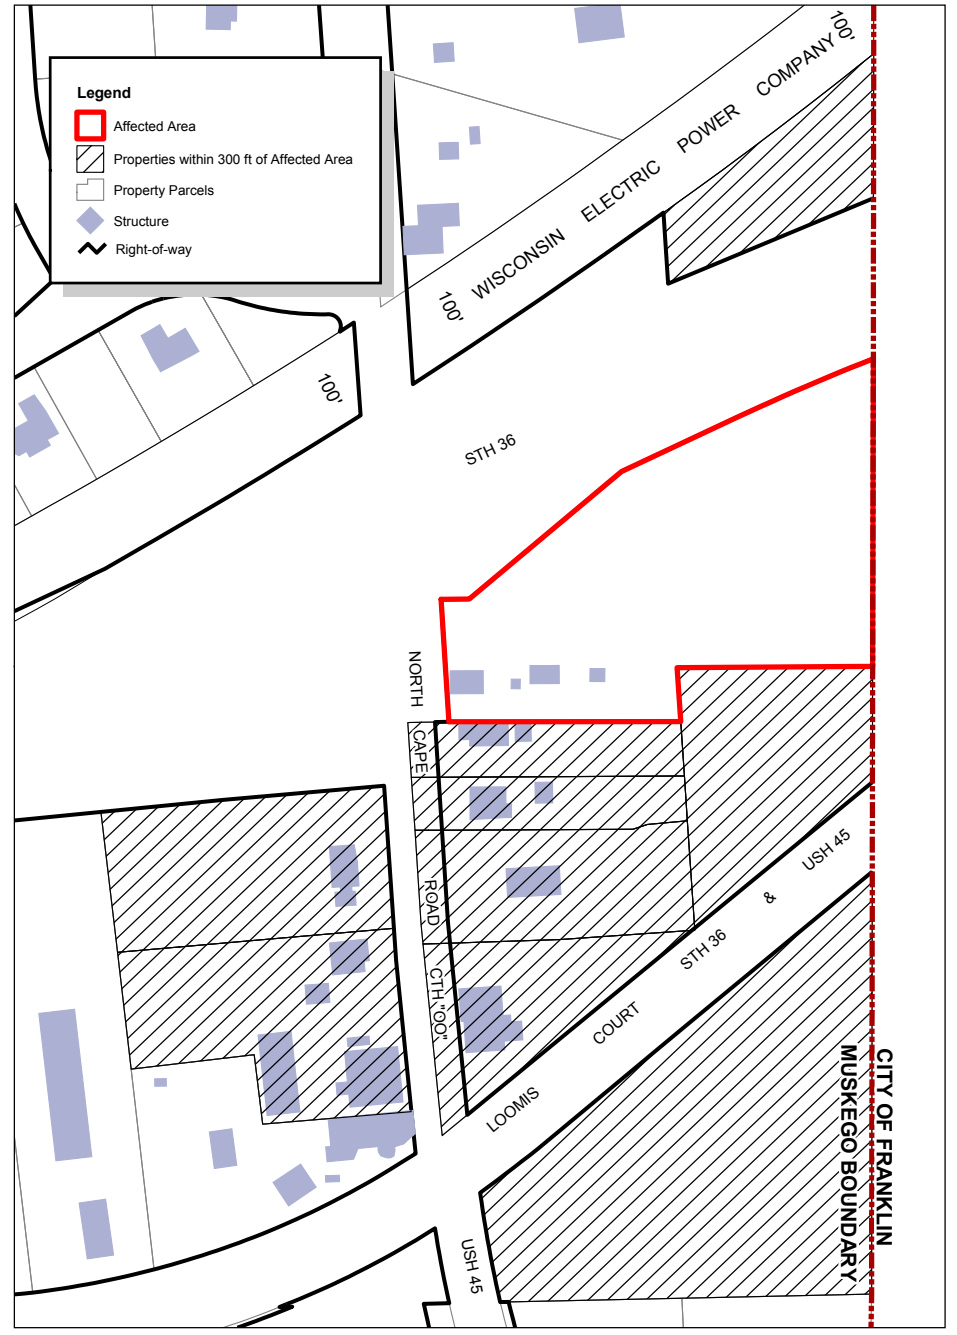 Legend
Affected Area
Properties within 300 ft of Affected Area
Property Parcels
Structure
Right-of-way
100'
WISCONSIN ELECTRIC POWER COMPANY
100'
100'
STH 36
NORTH CAPE ROAD CTH "OO"
USH 45
&
STH 36
LOOMIS COURT
USH 45
CITY OF FRANKLIN
MUSKEGO BOUNDARY